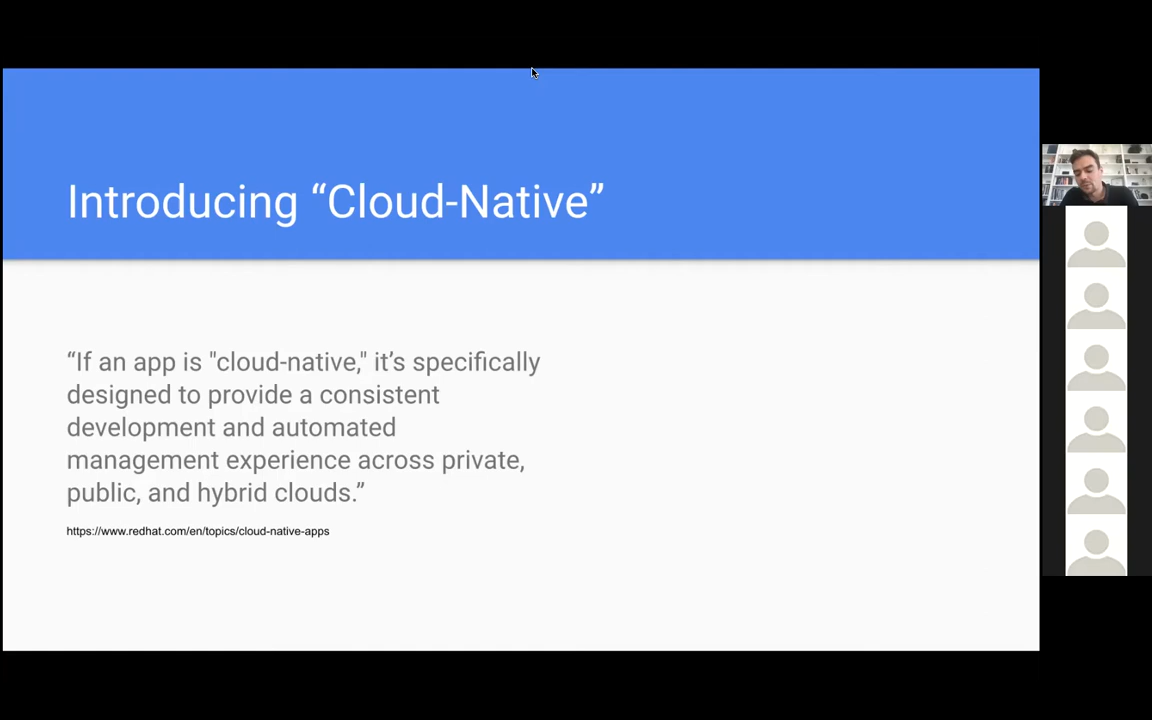 Introducing “Cloud-Native”
“If an app is "cloud-native," it’s specifically
designed to provide a consistent
development and automated
management experience across private,
public, and hybrid clouds.”
https://www.redhat.com/en/topics/cloud-native-apps